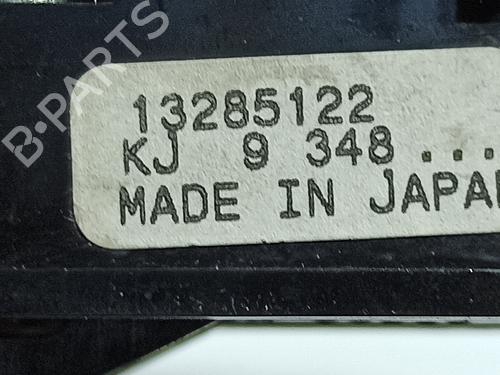 B-PARTS
13285122
KJ 9 348 ...
MADE IN JAPAN